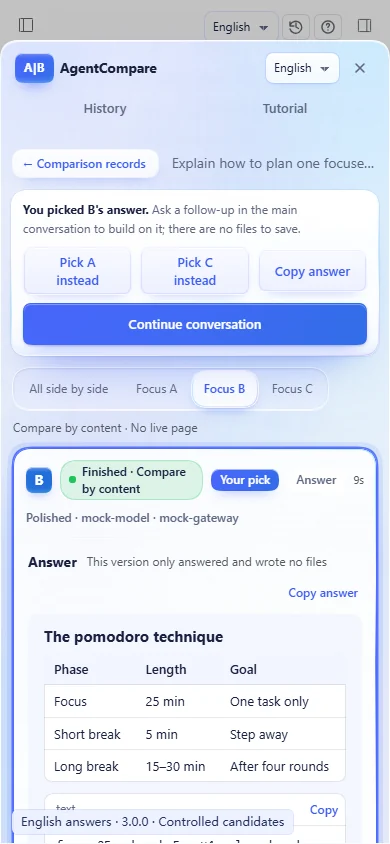 English
A|B AgentCompare English
History Tutorial
← Comparison records Explain how to plan one focuse...
You picked B's answer. Ask a follow-up in the main
conversation to build on it; there are no files to save.
Pick A
instead
Pick C
instead
Copy answer
Continue conversation
All side by side Focus A Focus B Focus C
Compare by content · No live page
B Finished · Compare
by content
Your pick Answer 9s
Polished · mock-model · mock-gateway
Answer This version only answered and wrote no files
Copy answer
The pomodoro technique
Phase Length Goal
Focus 25 min One task only
Short break 5 min Step away
Long break 15–30 min After four rounds
text Copy
English answers · 3.0.0 · Controlled candidates